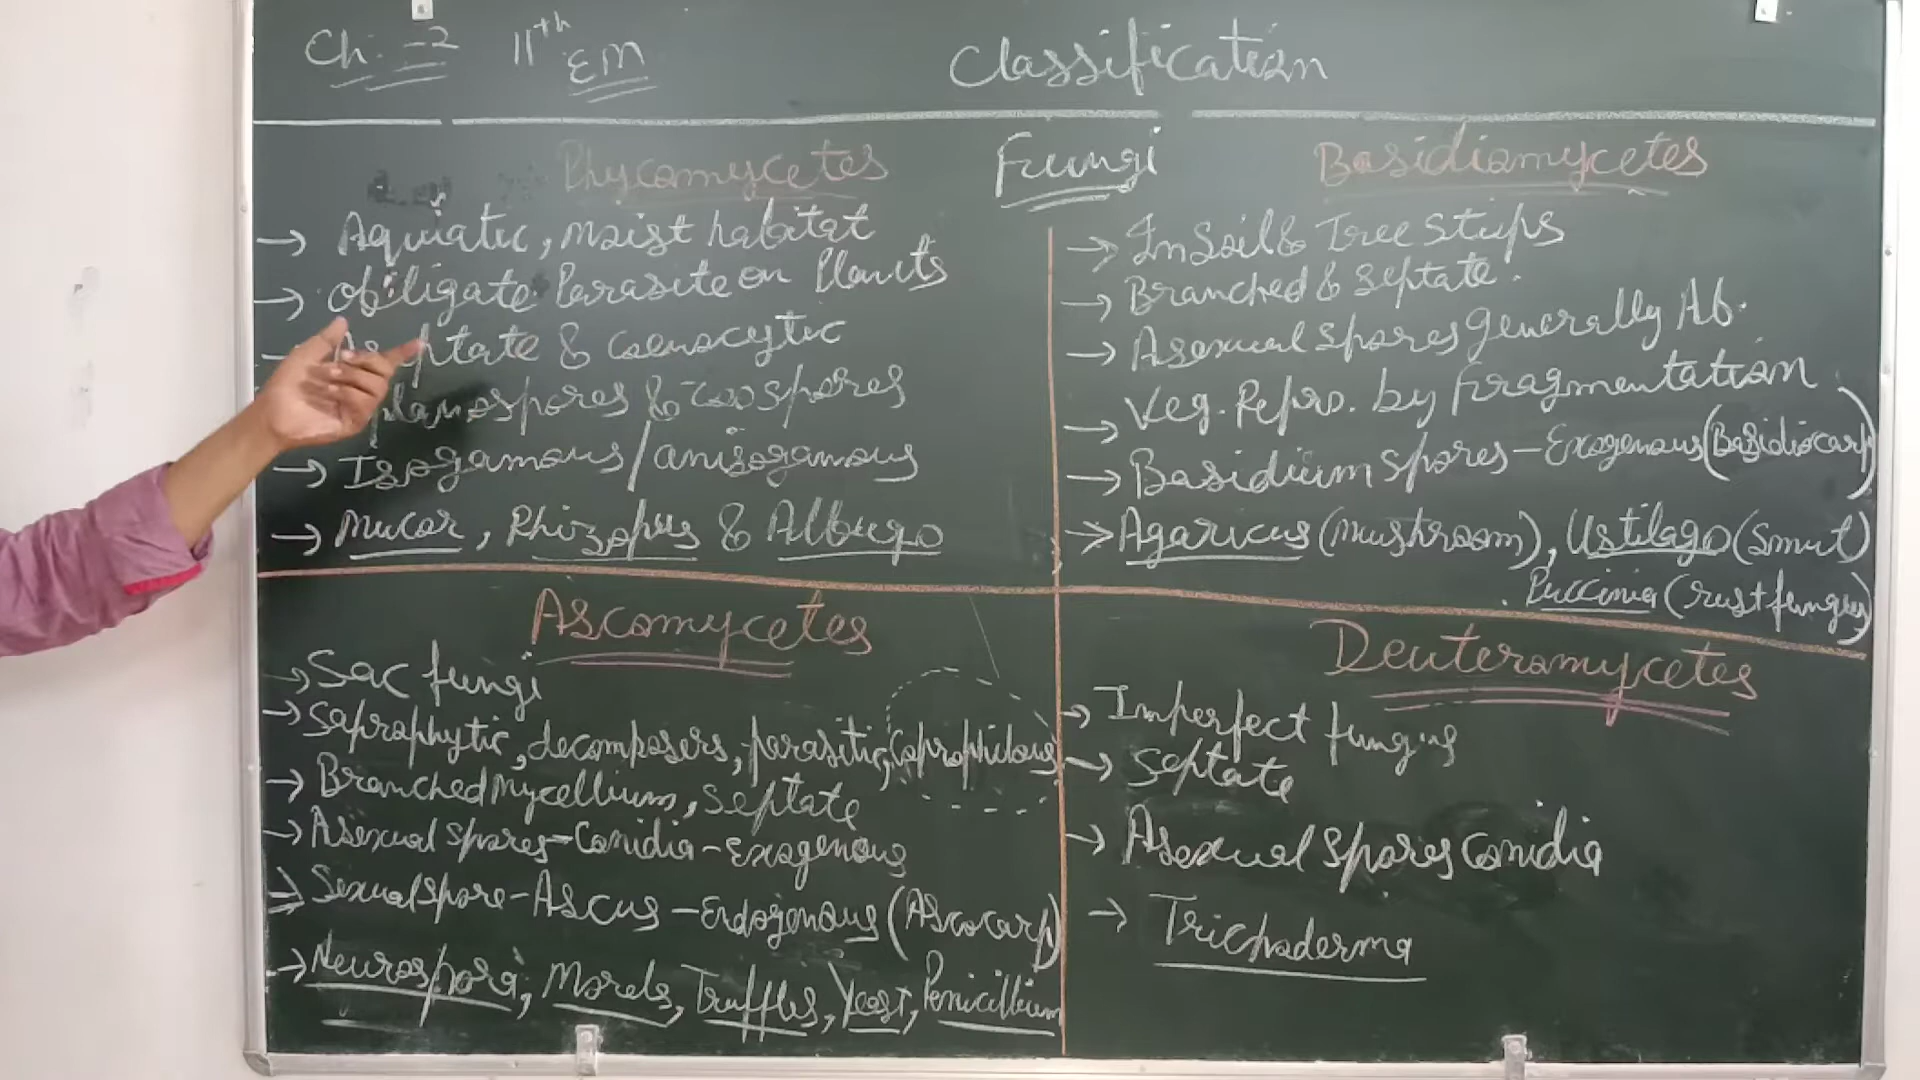 Ch. -2 11th EM Classification
Fungi
Phycomycetes
→ Aquiatic, moist habitat
→ obligate Parasite on Plants
Aseptate & coenocytic
planospores & zoospores
→ Isogamous/anisogamous
→ Mucor, Rhizopus & Albugo
Basidiomycetes
→ In Soil & Tree Stups
→ Branched & septate.
→ Asexual spores generally Ab.
→ Veg. Repro. by fragmentation
→ Basidium spores – Exogenous (Basidiocarp)
→ Agaricus (mushroom), Ustilago (smut)
Puccinia (rust fungus)
Ascomycetes
→ Sac fungi
→ Saprophytic, decomposers, parasitic, Coprophilous
→ Branched Mycellium, septate
→ Asexual spores – Conidia – Exogenous
→ Sexual spore – Ascus – Endogenous (Ascocarp)
→ Neurospora, Morels, Truffles, Yeast, Penicillium
Deuteromycetes
→ Imperfect fungus
→ Septate
→ Asexual spores Conidia
→ Trichoderma